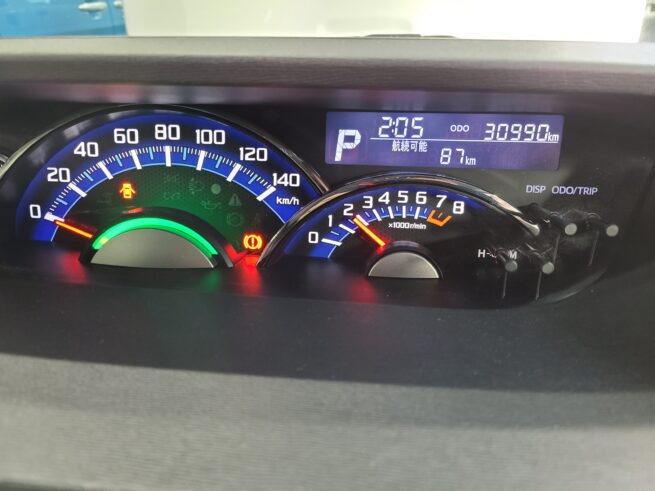 P 2:05 ODO 30990km
航続可能 87km
0 20 40 60 80 100 120 140
km/h
0 1 2 3 4 5 6 7 8
×1000r/min
DISP ODO/TRIP